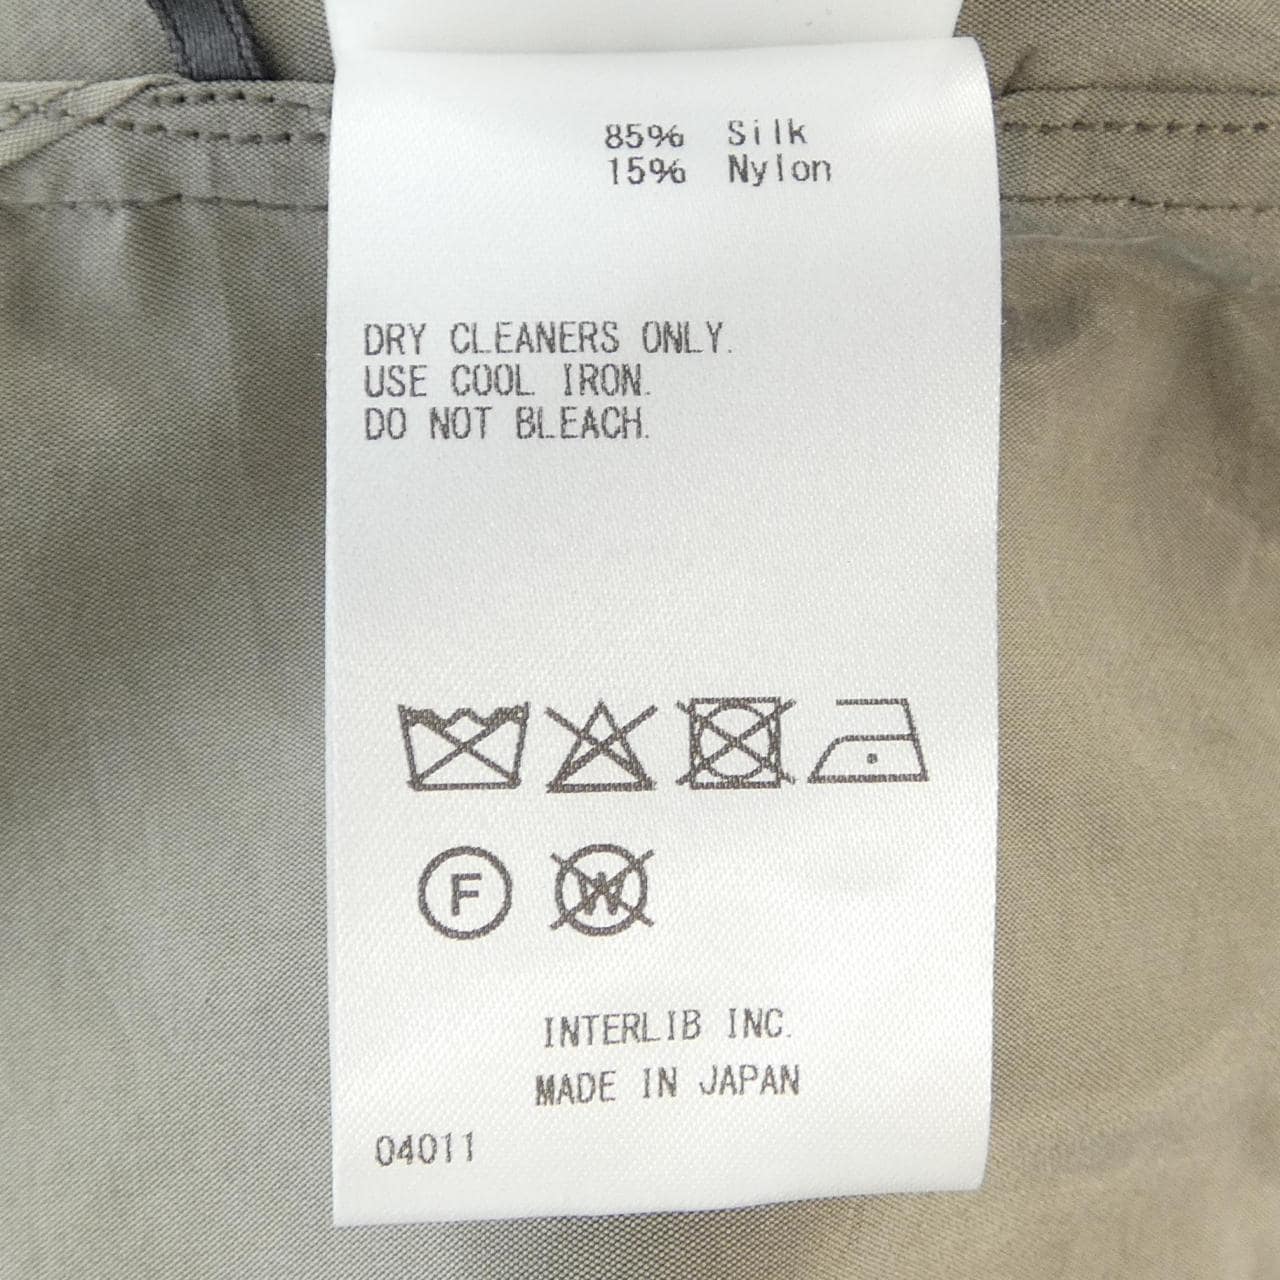 85% Silk
15% Nylon
DRY CLEANERS ONLY.
USE COOL IRON.
DO NOT BLEACH.
F W
INTERLIB INC.
MADE IN JAPAN
04011